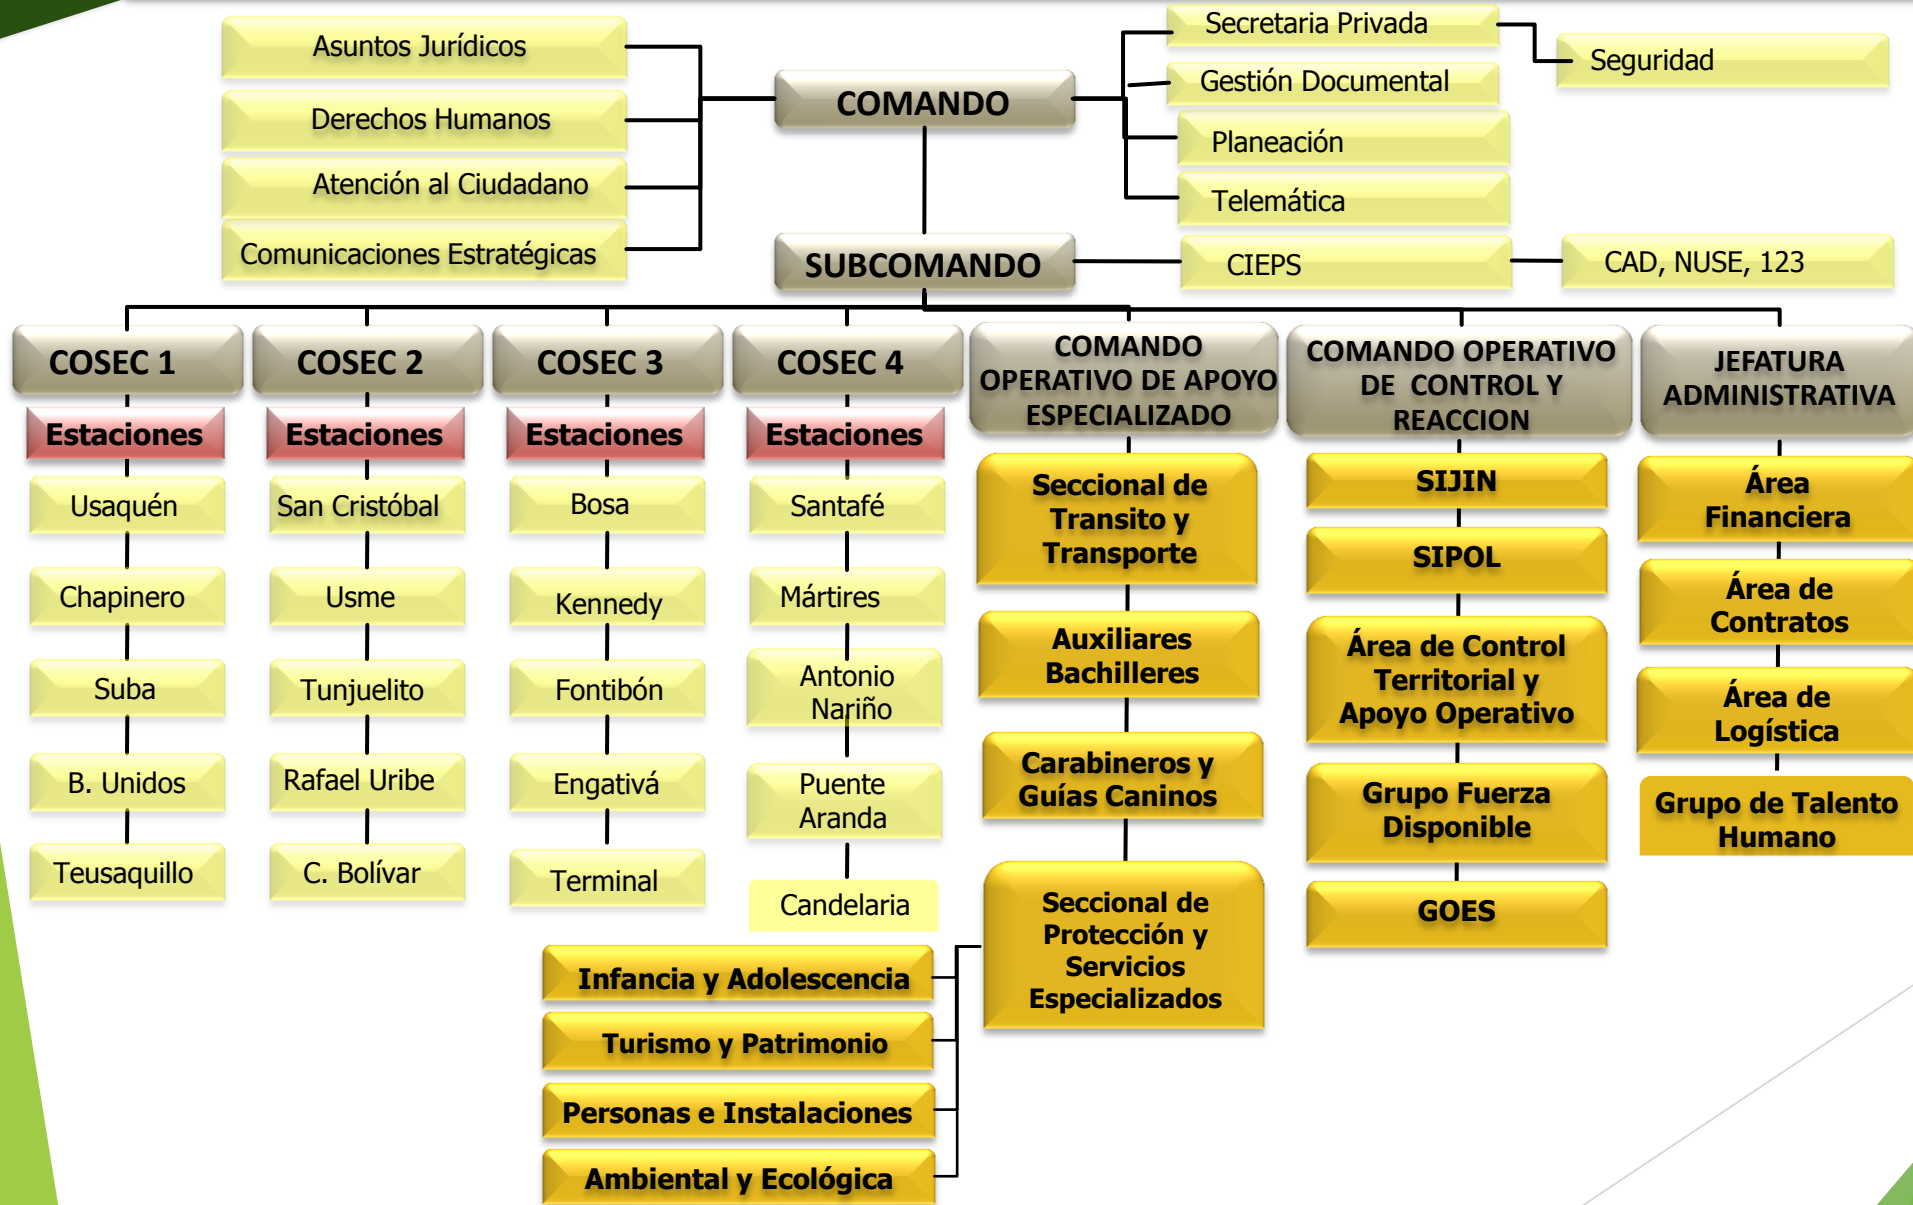 Asuntos Jurídicos
Derechos Humanos
Atención al Ciudadano
Comunicaciones Estratégicas
COMANDO
Secretaria Privada
Seguridad
Gestión Documental
Planeación
Telemática
SUBCOMANDO
CIEPS
CAD, NUSE, 123
COSEC 1
Estaciones
Usaquén
Chapinero
Suba
B. Unidos
Teusaquillo
COSEC 2
Estaciones
San Cristóbal
Usme
Tunjuelito
Rafael Uribe
C. Bolívar
COSEC 3
Estaciones
Bosa
Kennedy
Fontibón
Engativá
Terminal
COSEC 4
Estaciones
Santafé
Mártires
Antonio
Nariño
Puente
Aranda
Candelaria
COMANDO
OPERATIVO DE APOYO
ESPECIALIZADO
Seccional de
Transito y
Transporte
Auxiliares
Bachilleres
Carabineros y
Guías Caninos
Seccional de
Protección y
Servicios
Especializados
Infancia y Adolescencia
Turismo y Patrimonio
Personas e Instalaciones
Ambiental y Ecológica
COMANDO OPERATIVO
DE CONTROL Y
REACCION
SIJIN
SIPOL
Área de Control
Territorial y
Apoyo Operativo
Grupo Fuerza
Disponible
GOES
JEFATURA
ADMINISTRATIVA
Área
Financiera
Área de
Contratos
Área de
Logística
Grupo de Talento
Humano